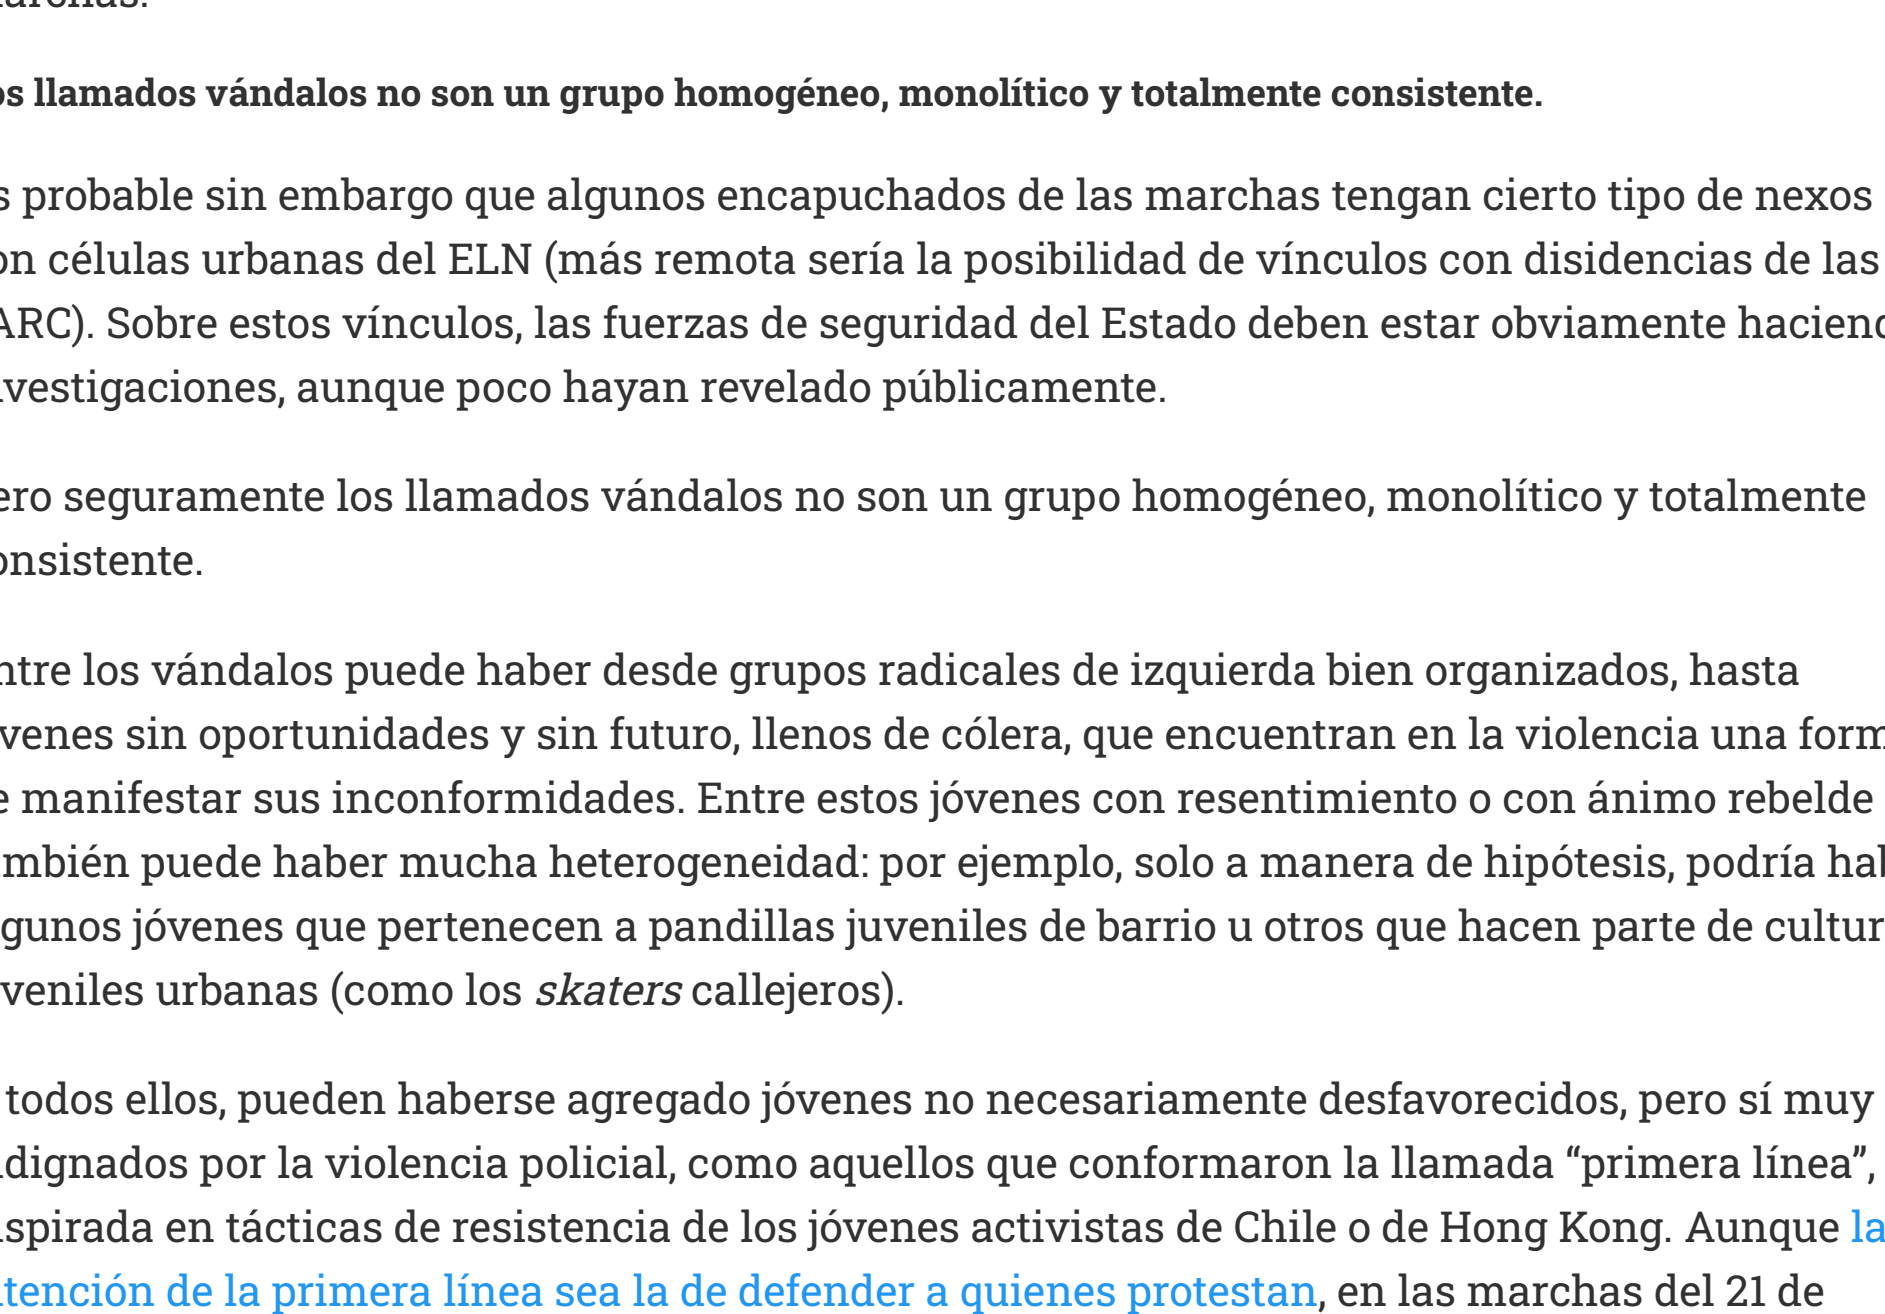 archas.
os llamados vándalos no son un grupo homogéneo, monolítico y totalmente consistente.
s probable sin embargo que algunos encapuchados de las marchas tengan cierto tipo de nexos
on células urbanas del ELN (más remota sería la posibilidad de vínculos con disidencias de las
ARC). Sobre estos vínculos, las fuerzas de seguridad del Estado deben estar obviamente haciend
vestigaciones, aunque poco hayan revelado públicamente.
ero seguramente los llamados vándalos no son un grupo homogéneo, monolítico y totalmente
onsistente.
ntre los vándalos puede haber desde grupos radicales de izquierda bien organizados, hasta
venes sin oportunidades y sin futuro, llenos de cólera, que encuentran en la violencia una form
e manifestar sus inconformidades. Entre estos jóvenes con resentimiento o con ánimo rebelde
mbién puede haber mucha heterogeneidad: por ejemplo, solo a manera de hipótesis, podría hab
gunos jóvenes que pertenecen a pandillas juveniles de barrio u otros que hacen parte de cultur
veniles urbanas (como los skaters callejeros).
todos ellos, pueden haberse agregado jóvenes no necesariamente desfavorecidos, pero sí muy
dignados por la violencia policial, como aquellos que conformaron la llamada “primera línea”,
spirada en tácticas de resistencia de los jóvenes activistas de Chile o de Hong Kong. Aunque la
tención de la primera línea sea la de defender a quienes protestan, en las marchas del 21 de